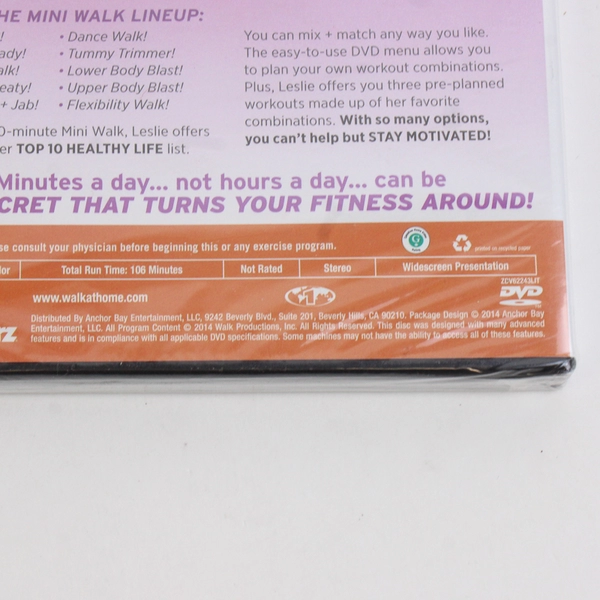 HE MINI WALK LINEUP:
!
• Dance Walk!
ady!
• Tummy Trimmer!
alk!
• Lower Body Blast!
eaty!
• Upper Body Blast!
+ Jab!
• Flexibility Walk!
0-minute Mini Walk, Leslie offers
er TOP 10 HEALTHY LIFE list.
You can mix + match any way you like.
The easy-to-use DVD menu allows you
to plan your own workout combinations.
Plus, Leslie offers you three pre-planned
workouts made up of her favorite
combinations. With so many options,
you can't help but STAY MOTIVATED!
Minutes a day... not hours a day... can be
CRET THAT TURNS YOUR FITNESS AROUND!
se consult your physician before beginning this or any exercise program.
printed on recycled paper
lor
Total Run Time: 106 Minutes
Not Rated
Stereo
Widescreen Presentation
www.walkathome.com
1
ZCVB2243LIT
DVD
rz
Distributed By Anchor Bay Entertainment, LLC, 9242 Beverly Blvd., Suite 201, Beverly Hills, CA 90210. Package Design © 2014 Anchor Bay
Entertainment, LLC. All Program Content © 2014 Walk Productions, Inc. All Rights Reserved. This disc was designed with many advanced
features and is in compliance with all applicable DVD specifications. Some machines may not have the ability to access all of these features.